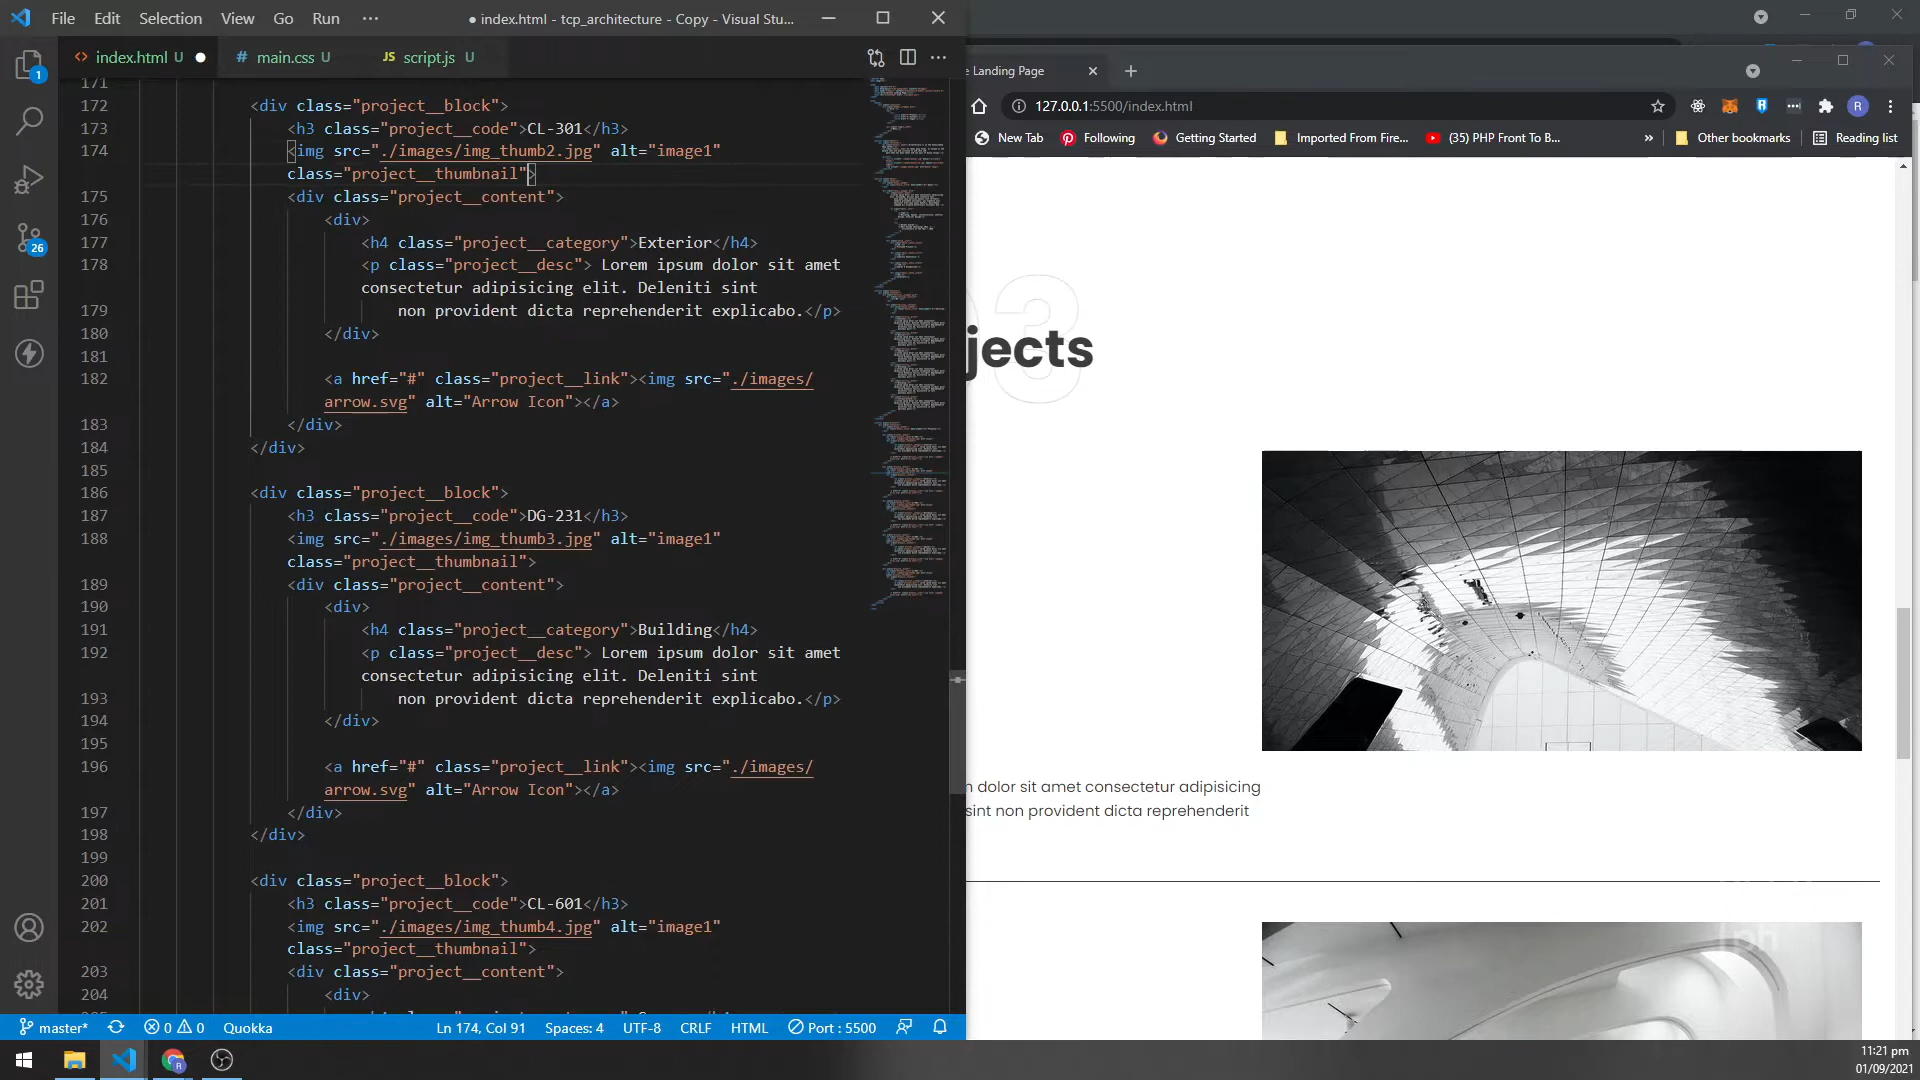 File Edit Selection View Go Run ···
● index.html - tcp_architecture - Copy - Visual Stu...
index.html U
# main.css U
JS script.js U
171
172 <div class="project__block">
173 <h3 class="project__code">CL-301</h3>
174 <img src="./images/img_thumb2.jpg" alt="image1"
class="project__thumbnail">
175 <div class="project__content">
176 <div>
177 <h4 class="project__category">Exterior</h4>
178 <p class="project__desc"> Lorem ipsum dolor sit amet
consectetur adipisicing elit. Deleniti sint
179 non provident dicta reprehenderit explicabo.</p>
180 </div>
181
182 <a href="#" class="project__link"><img src="./images/
arrow.svg" alt="Arrow Icon"></a>
183 </div>
184 </div>
185
186 <div class="project__block">
187 <h3 class="project__code">DG-231</h3>
188 <img src="./images/img_thumb3.jpg" alt="image1"
class="project__thumbnail">
189 <div class="project__content">
190 <div>
191 <h4 class="project__category">Building</h4>
192 <p class="project__desc"> Lorem ipsum dolor sit amet
consectetur adipisicing elit. Deleniti sint
193 non provident dicta reprehenderit explicabo.</p>
194 </div>
195
196 <a href="#" class="project__link"><img src="./images/
arrow.svg" alt="Arrow Icon"></a>
197 </div>
198 </div>
199
200 <div class="project__block">
201 <h3 class="project__code">CL-601</h3>
202 <img src="./images/img_thumb4.jpg" alt="image1"
class="project__thumbnail">
203 <div class="project__content">
204 <div>
1
26
master* 0 0 Quokka Ln 174, Col 91 Spaces: 4 UTF-8 CRLF HTML Port : 5500
e Landing Page
127.0.0.1:5500/index.html
R
New Tab Following Getting Started Imported From Fire... (35) PHP Front To B... » Other bookmarks Reading list
3
jects
dolor sit amet consectetur adipisicing
sint non provident dicta reprehenderit
11:21 pm
01/09/2021